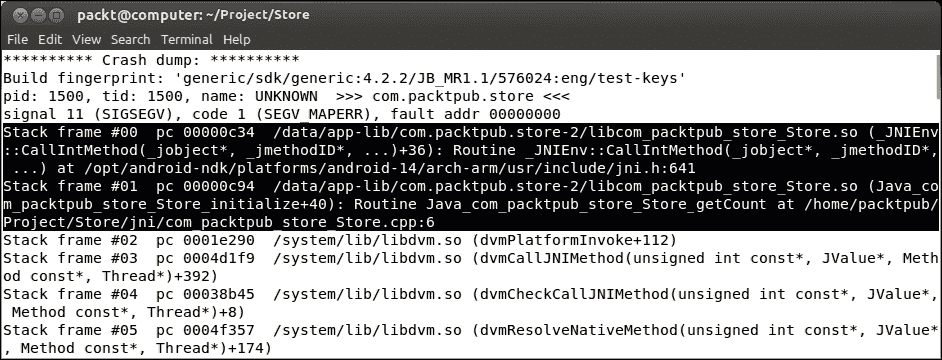 packt@computer: ~/Project/Store
File Edit View Search Terminal Help
********** Crash dump: **********
Build fingerprint: 'generic/sdk/generic:4.2.2/JB_MR1.1/576024:eng/test-keys'
pid: 1500, tid: 1500, name: UNKNOWN  >>> com.packtpub.store <<<
signal 11 (SIGSEGV), code 1 (SEGV_MAPERR), fault addr 00000000
Stack frame #00  pc 00000c34  /data/app-lib/com.packtpub.store-2/libcom_packtpub_store_Store.so (_JNIEnv
::CallIntMethod(_jobject*, _jmethodID*, ...)+36): Routine _JNIEnv::CallIntMethod(_jobject*, _jmethodID*,
 ...) at /opt/android-ndk/platforms/android-14/arch-arm/usr/include/jni.h:641
Stack frame #01  pc 00000c94  /data/app-lib/com.packtpub.store-2/libcom_packtpub_store_Store.so (Java_co
m_packtpub_store_Store_initialize+40): Routine Java_com_packtpub_store_Store_getCount at /home/packtpub/
Project/Store/jni/com_packtpub_store_Store.cpp:6
Stack frame #02  pc 0001e290  /system/lib/libdvm.so (dvmPlatformInvoke+112)
Stack frame #03  pc 0004d1f9  /system/lib/libdvm.so (dvmCallJNIMethod(unsigned int const*, JValue*, Meth
od const*, Thread*)+392)
Stack frame #04  pc 00038b45  /system/lib/libdvm.so (dvmCheckCallJNIMethod(unsigned int const*, JValue*,
 Method const*, Thread*)+8)
Stack frame #05  pc 0004f357  /system/lib/libdvm.so (dvmResolveNativeMethod(unsigned int const*, JValue*
, Method const*, Thread*)+174)